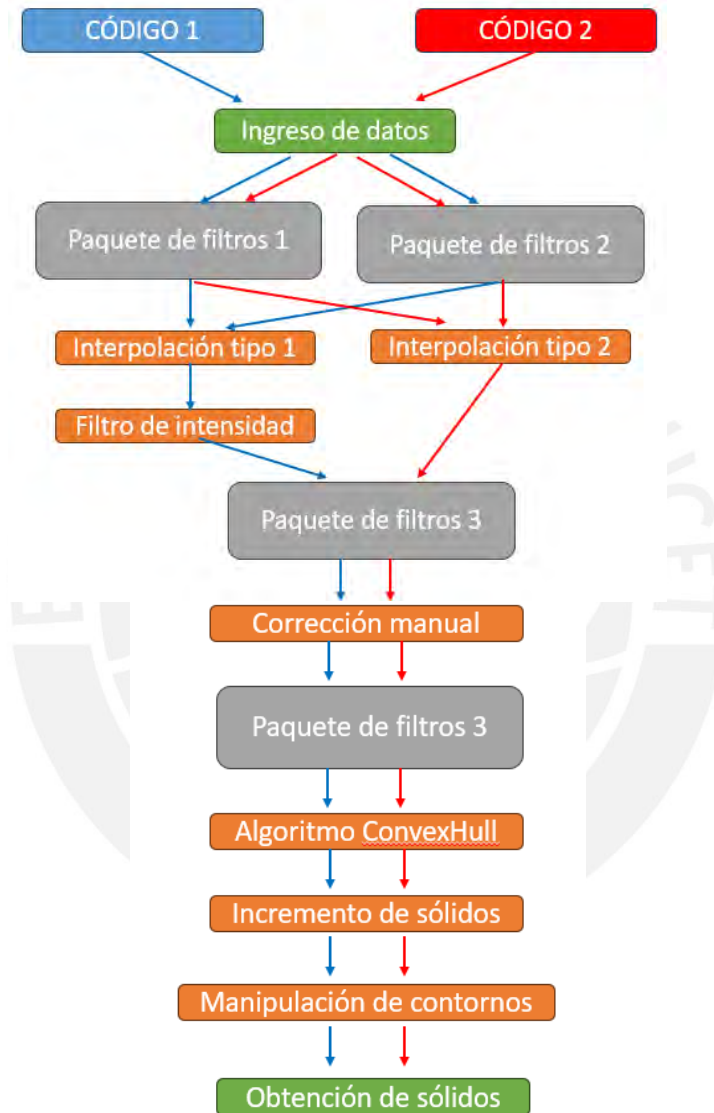 CÓDIGO 1
CÓDIGO 2
Ingreso de datos
Paquete de filtros 1
Paquete de filtros 2
Interpolación tipo 1
Interpolación tipo 2
Filtro de intensidad
Paquete de filtros 3
Corrección manual
Paquete de filtros 3
Algoritmo ConvexHull
Incremento de sólidos
Manipulación de contornos
Obtención de sólidos